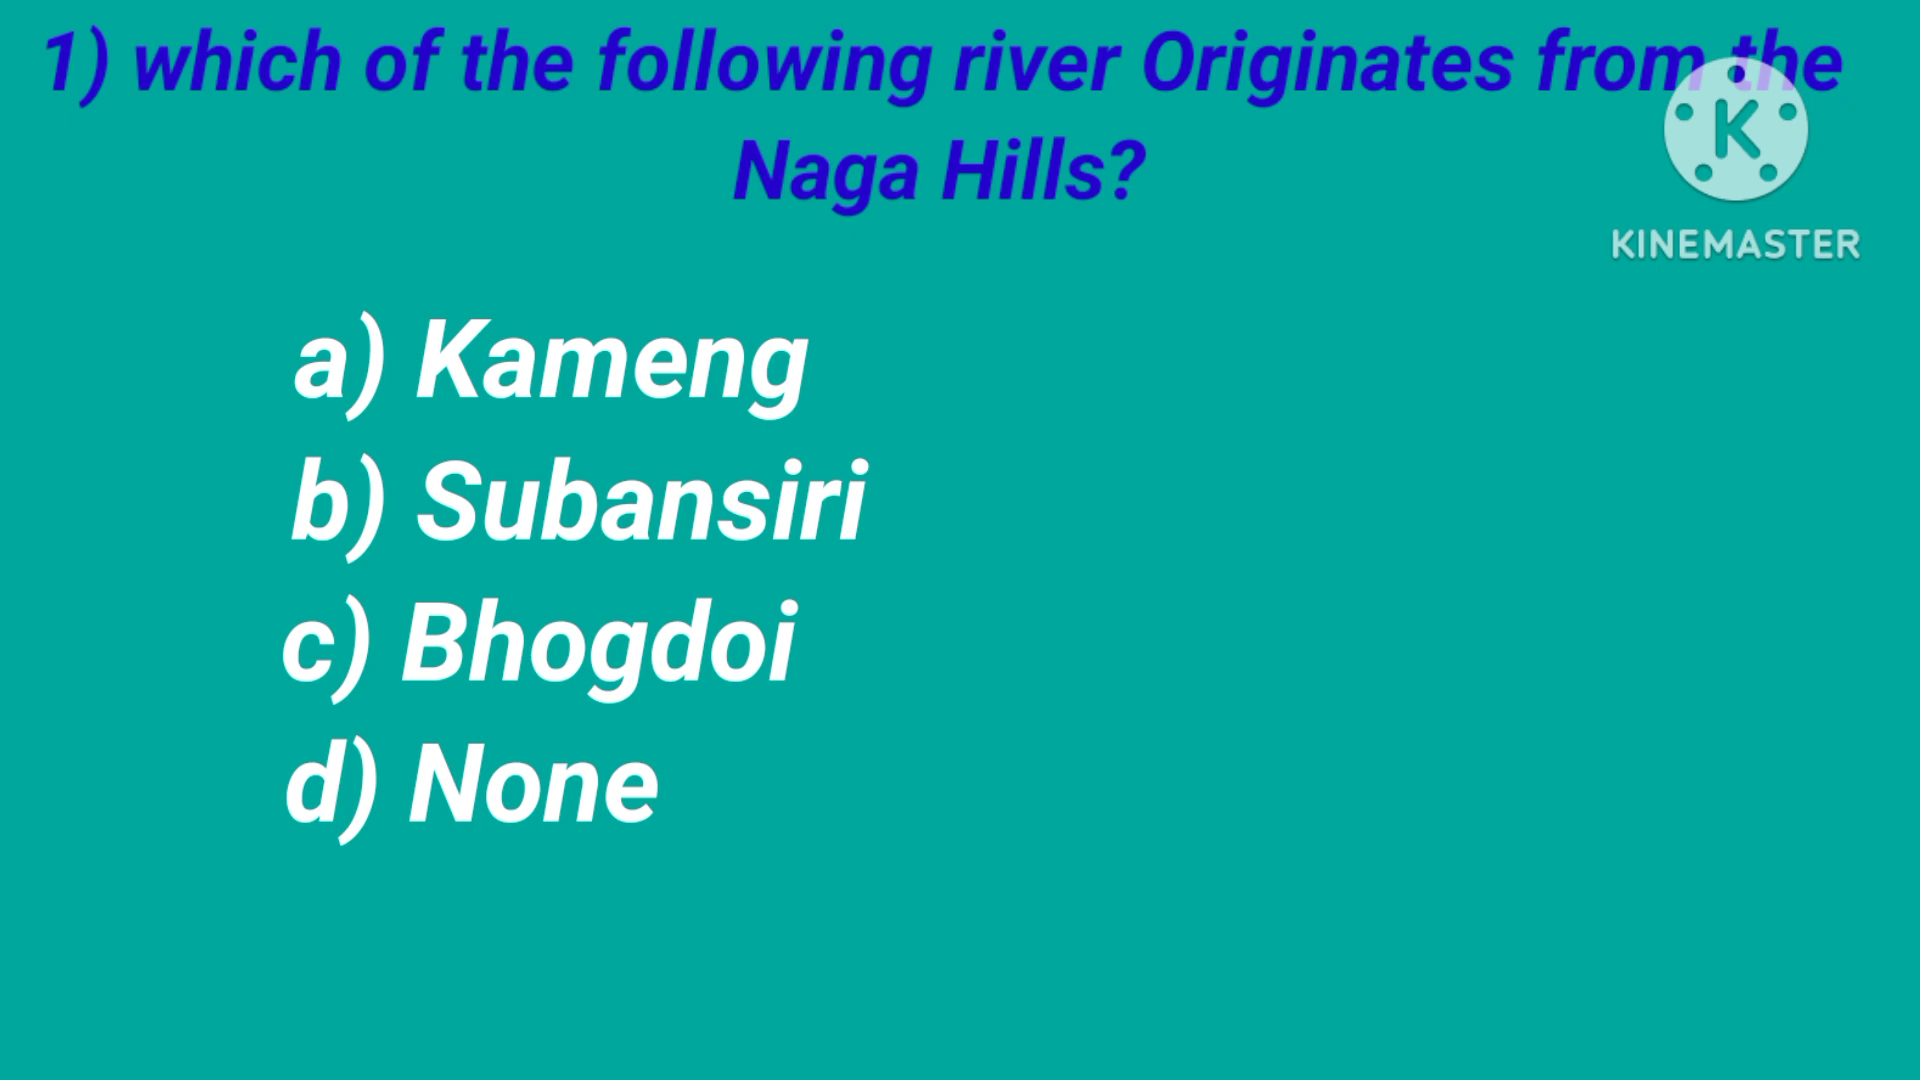 1) which of the following river Originates from the
Naga Hills?
K
KINEMASTER
a) Kameng
b) Subansiri
c) Bhogdoi
d) None